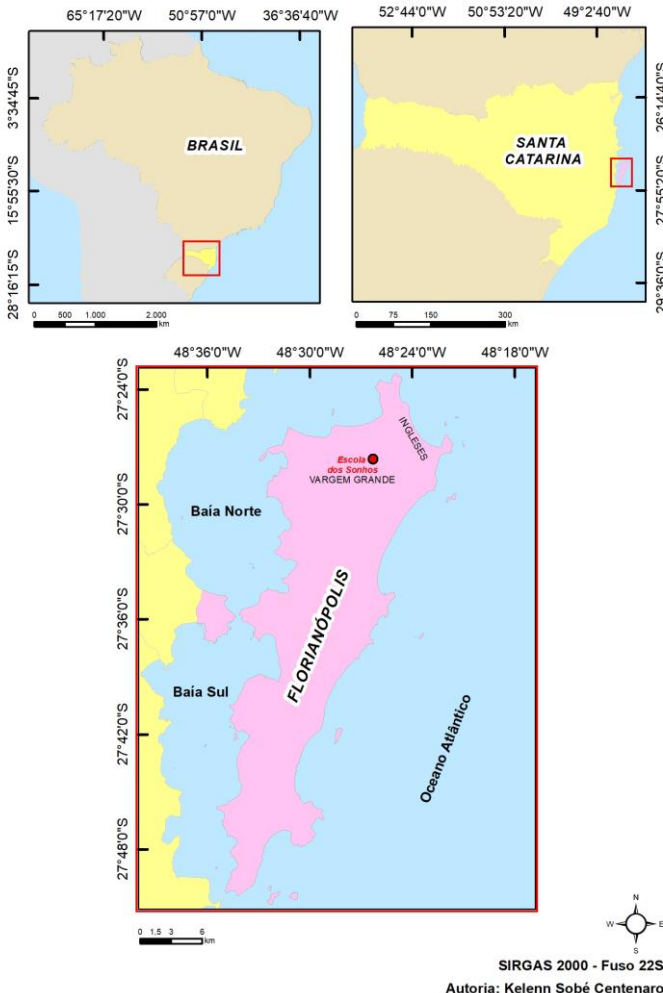 65°17'20"W 50°57'0"W 36°36'40"W
3°34'45"S
15°55'30"S
28°16'15"S
BRASIL
0 500 1.000 2.000
km
52°44'0"W 50°53'20"W 49°2'40"W
26°14'40"S
27°55'20"S
29°36'0"S
SANTA
CATARINA
0 75 150 300
km
48°36'0"W 48°30'0"W 48°24'0"W 48°18'0"W
27°24'0"S
27°30'0"S
27°36'0"S
27°42'0"S
27°48'0"S
INGLESES
Escola
dos Sonhos
VARGEM GRANDE
Baía Norte
FLORIANÓPOLIS
Baía Sul
Oceano Atlântico
0 1,5 3 6
km
N
W E
S
SIRGAS 2000 - Fuso 22S
Autoria: Kelenn Sobé Centenaro